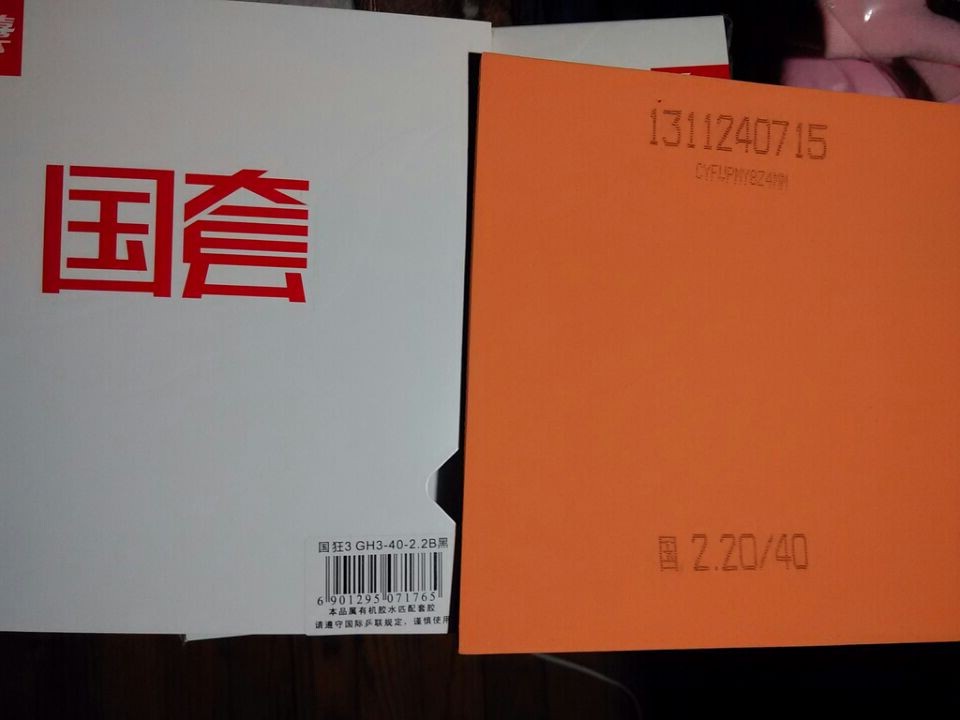 国套
国狂3 GH3-40-2.2B黑
6 901295 071765
本品属有机胶水匹配套胶
请遵守国际乒联规定，谨慎使用
1311240715
国 2.20/40